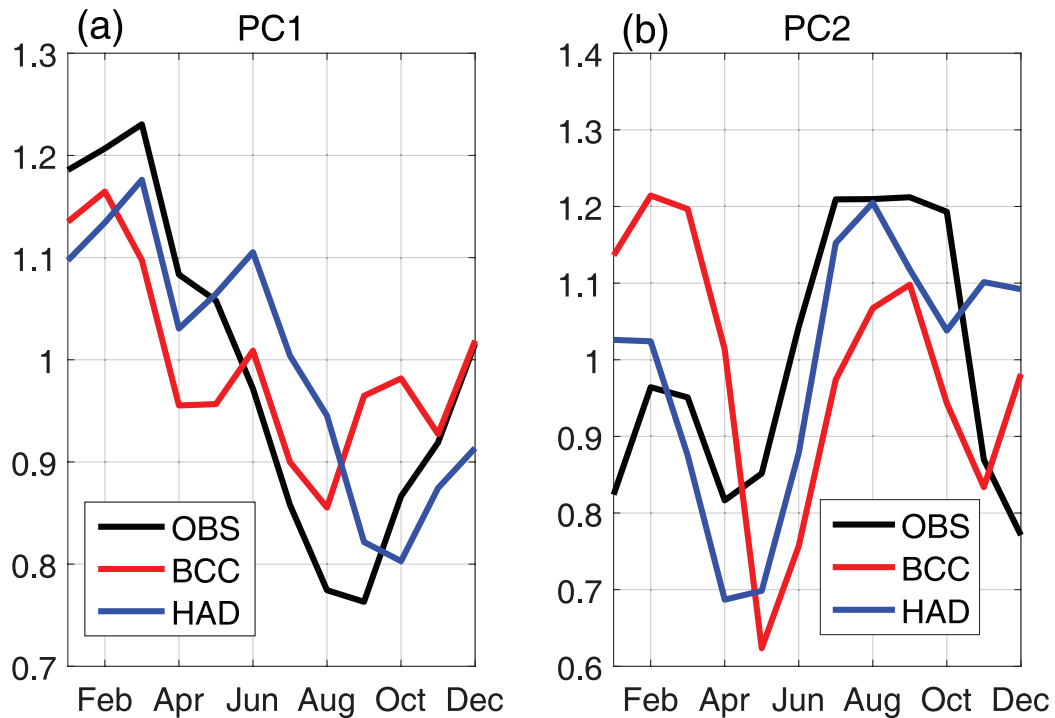 (a) PC1
1.3
1.2
1.1
1
0.9
0.8
0.7
OBS
BCC
HAD
Feb Apr Jun Aug Oct Dec
(b) PC2
1.4
1.3
1.2
1.1
1
0.9
0.8
0.7
0.6
OBS
BCC
HAD
Feb Apr Jun Aug Oct Dec